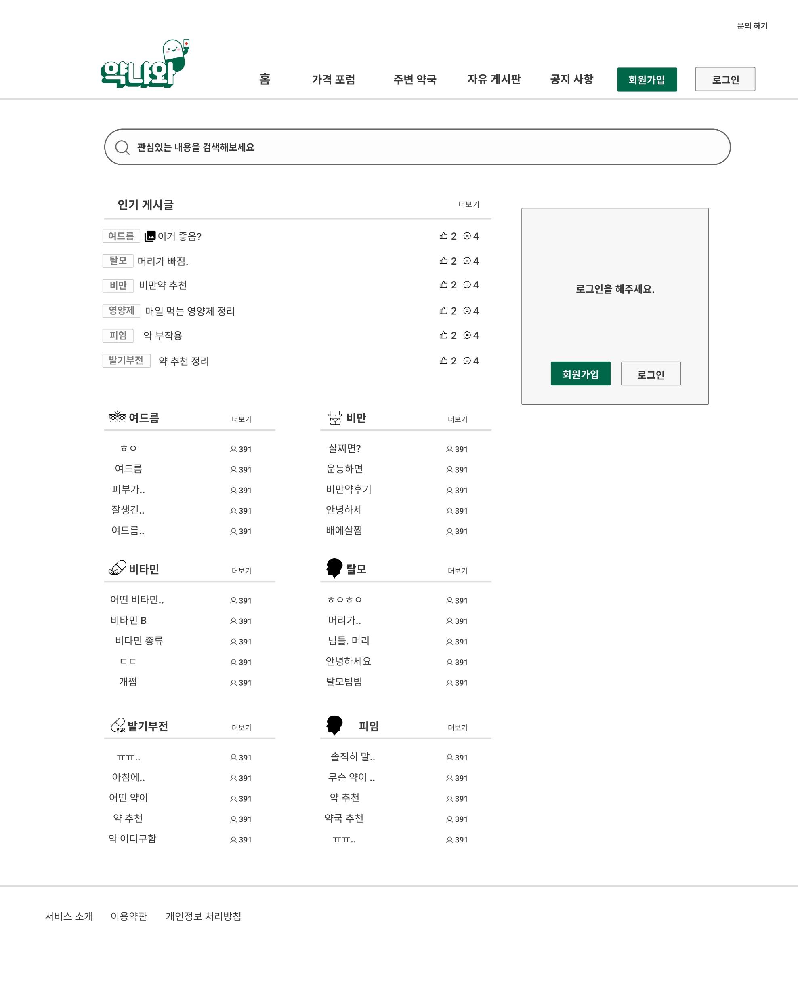 문의 하기
약나와
홈 가격 포럼 주변 약국 자유 게시판 공지 사항 회원가입 로그인
관심있는 내용을 검색해보세요
인기 게시글 더보기
여드름 이거 좋음? 2 4
탈모 머리가 빠짐. 2 4
비만 비만약 추천 2 4
영양제 매일 먹는 영양제 정리 2 4
피임 약 부작용 2 4
발기부전 약 추천 정리 2 4
로그인을 해주세요.
회원가입 로그인
여드름 더보기
ㅎㅇ 391
여드름 391
피부가.. 391
잘생긴.. 391
여드름.. 391
비만 더보기
살찌면? 391
운동하면 391
비만약후기 391
안녕하세 391
배에살찜 391
비타민 더보기
어떤 비타민.. 391
비타민 B 391
비타민 종류 391
ㄷㄷ 391
개쩜 391
탈모 더보기
ㅎㅇㅎㅇ 391
머리가.. 391
님들. 머리 391
안녕하세요 391
탈모빔빔 391
VGR 발기부전 더보기
ㅠㅠ.. 391
아침에.. 391
어떤 약이 391
약 추천 391
약 어디구함 391
피임 더보기
솔직히 말.. 391
무슨 약이 .. 391
약 추천 391
약국 추천 391
ㅠㅠ.. 391
서비스 소개 이용약관 개인정보 처리방침